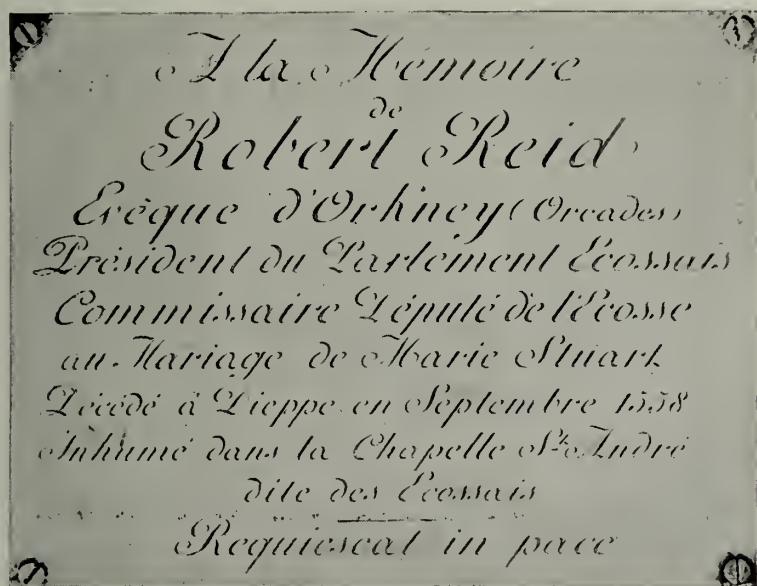 A la Mémoire
de
Robert Reid
Evêque d'Orkney (Orcades)
Président du Parlement Ecossais
Commissaire Député de l'Ecosse
au Mariage de Marie Stuart
Décédé à Dieppe en Septembre 1558
Inhumé dans la Chapelle St. André
dite des Ecossais
Requiescat in pace